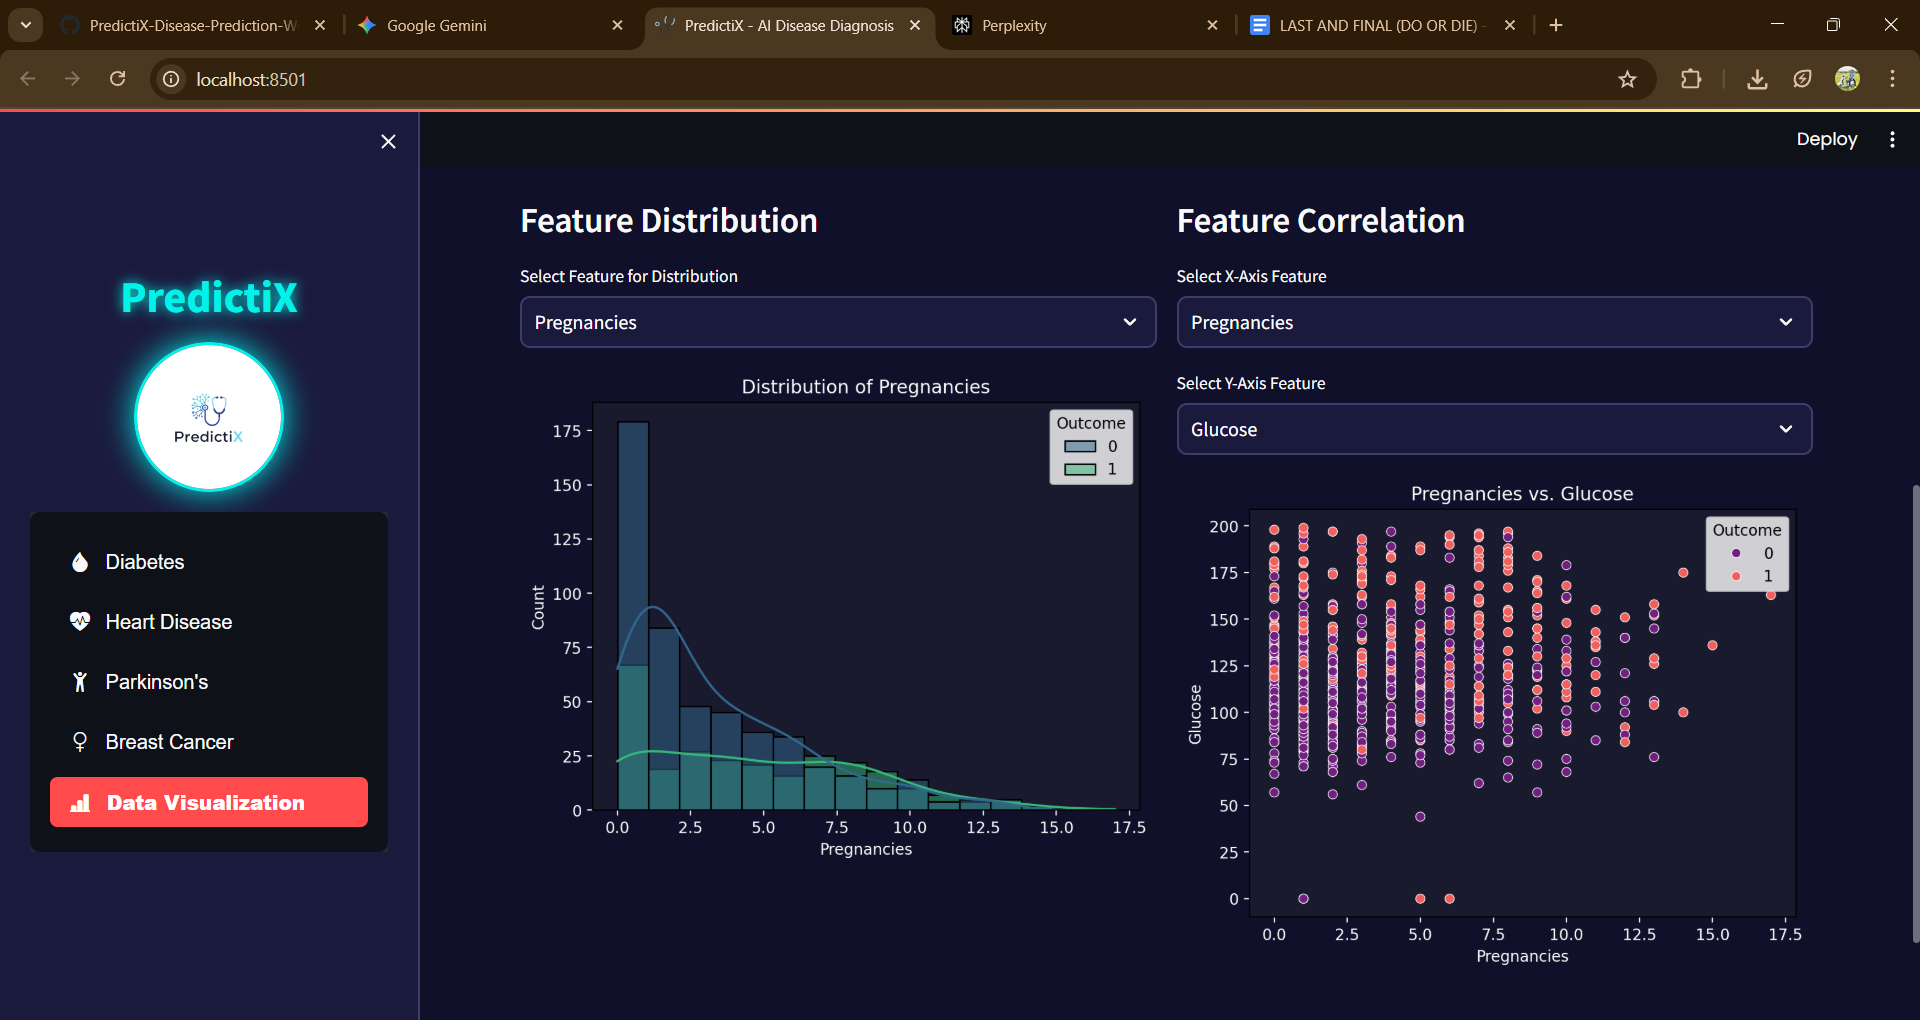 PredictiX-Disease-Prediction-W
Google Gemini
PredictiX - AI Disease Diagnosis
Perplexity
LAST AND FINAL (DO OR DIE) -
localhost:8501
Deploy
PredictiX
PredictiX
Diabetes
Heart Disease
Parkinson's
Breast Cancer
Data Visualization
Feature Distribution
Select Feature for Distribution
Pregnancies
Distribution of Pregnancies
Outcome
0
1
175
150
125
100
75
50
25
0
Count
0.0 2.5 5.0 7.5 10.0 12.5 15.0 17.5
Pregnancies
Feature Correlation
Select X-Axis Feature
Pregnancies
Select Y-Axis Feature
Glucose
Pregnancies vs. Glucose
Outcome
0
1
200
175
150
125
100
75
50
25
0
Glucose
0.0 2.5 5.0 7.5 10.0 12.5 15.0 17.5
Pregnancies